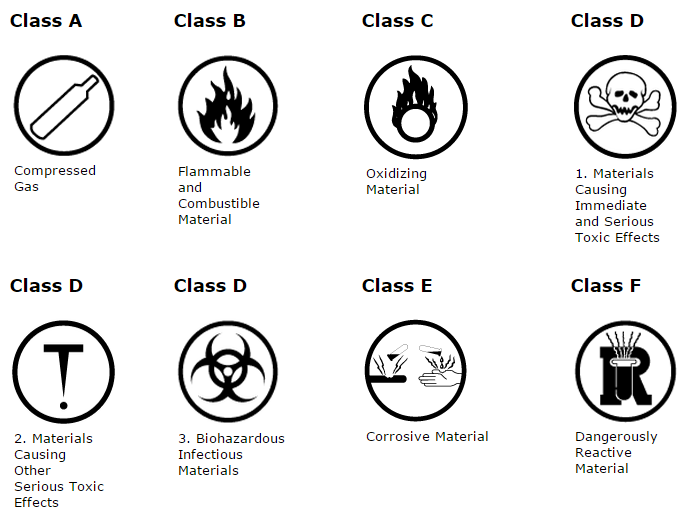 Class A
Class B
Class C
Class D
Compressed
Gas
Flammable
and
Combustible
Material
Oxidizing
Material
1. Materials
Causing
Immediate
and Serious
Toxic Effects
Class D
Class D
Class E
Class F
T
R
2. Materials
Causing
Other
Serious Toxic
Effects
3. Biohazardous
Infectious
Materials
Corrosive Material
Dangerously
Reactive
Material